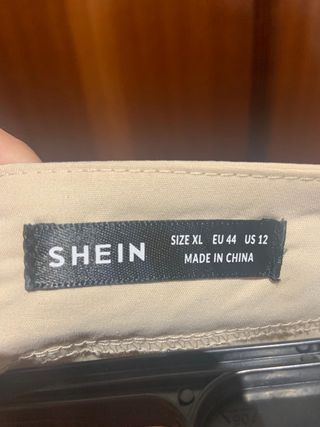 SHEIN
SIZE XL EU 44 US 12
MADE IN CHINA